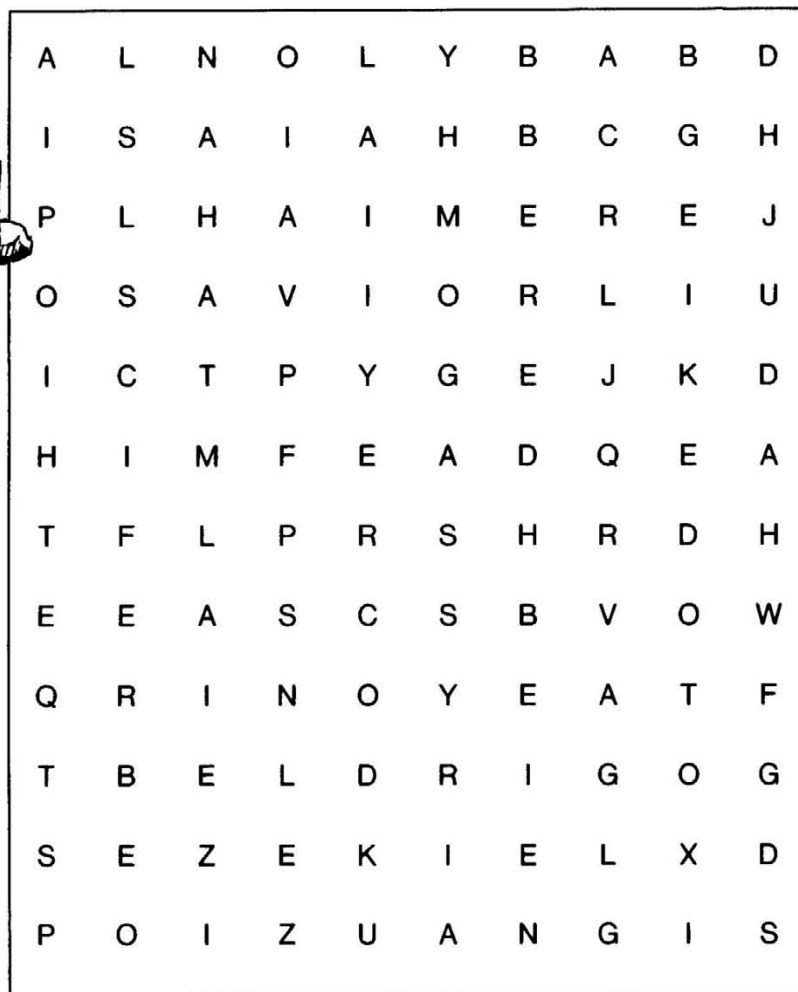 A L N O L Y B A B D
I S A I A H B C G H
P L H A I M E R E J
O S A V I O R L I U
I C T P Y G E J K D
H I M F E A D Q E A
T F L P R S H R D H
E E A S C S B V O W
Q R I N O Y E A T F
T B E L D R I G O G
S E Z E K I E L X D
P O I Z U A N G I S